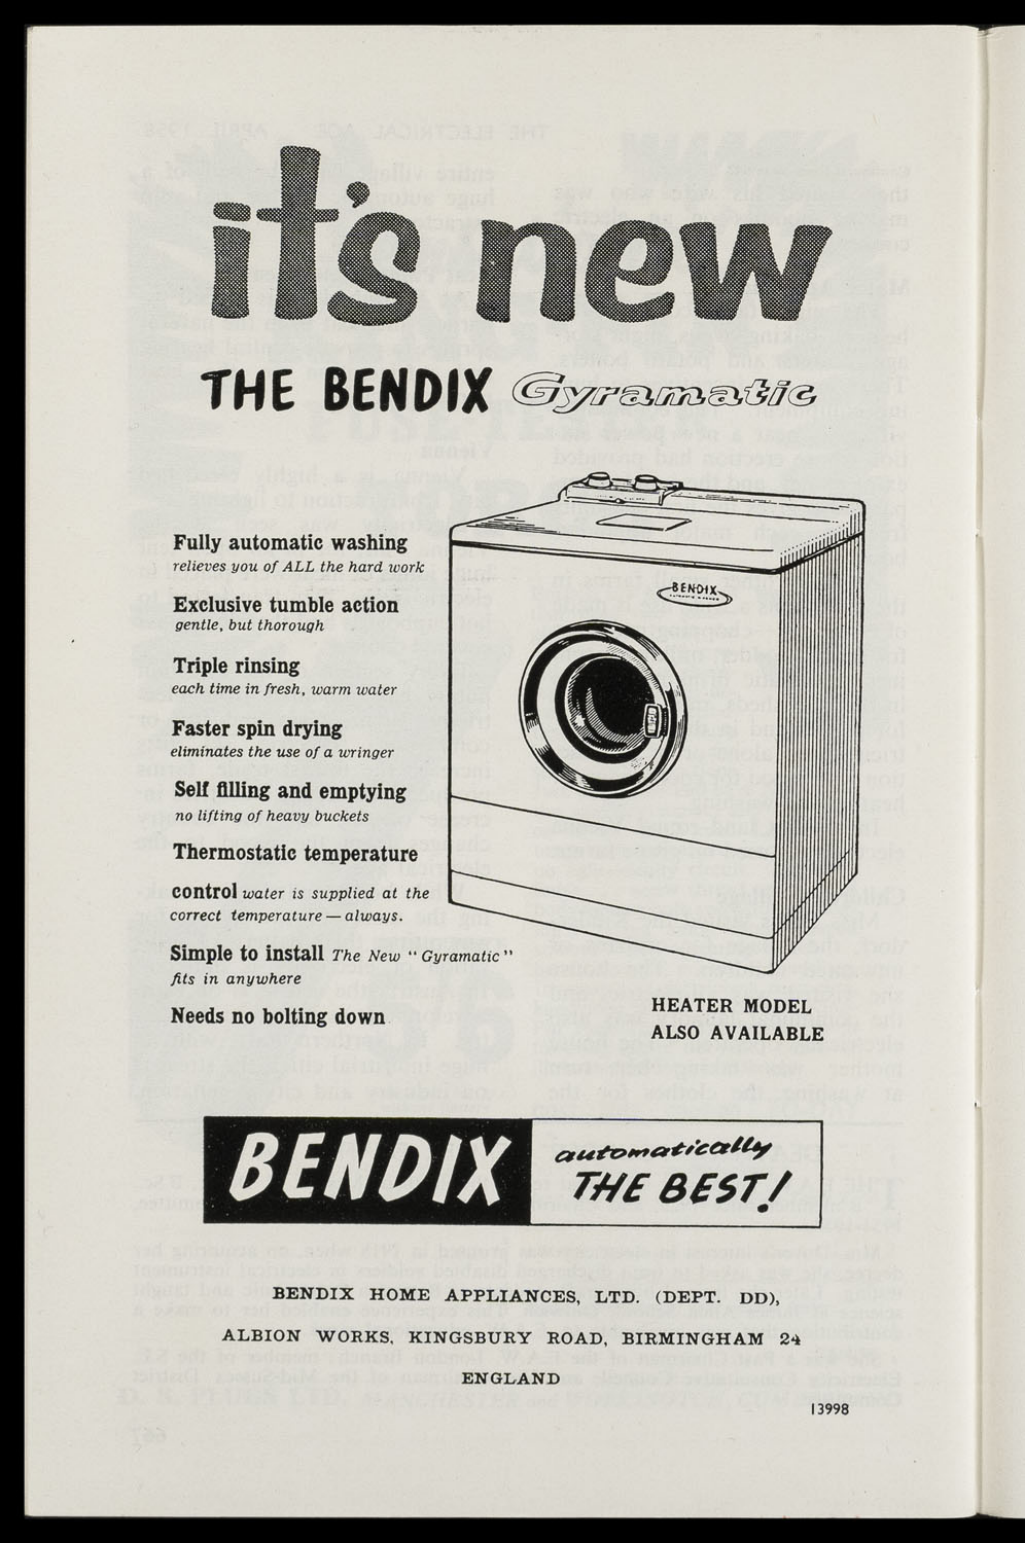 it's new
THE BENDIX Gyramatic
Fully automatic washing
relieves you of ALL the hard work
Exclusive tumble action
gentle, but thorough
Triple rinsing
each time in fresh, warm water
Faster spin drying
eliminates the use of a wringer
Self filling and emptying
no lifting of heavy buckets
Thermostatic temperature
control water is supplied at the
correct temperature — always.
Simple to install The New "Gyramatic"
fits in anywhere
Needs no bolting down
BENDIX
HEATER MODEL
ALSO AVAILABLE
BENDIX automatically
THE BEST!
BENDIX HOME APPLIANCES, LTD. (DEPT. DD),
ALBION WORKS, KINGSBURY ROAD, BIRMINGHAM 24
ENGLAND
13998